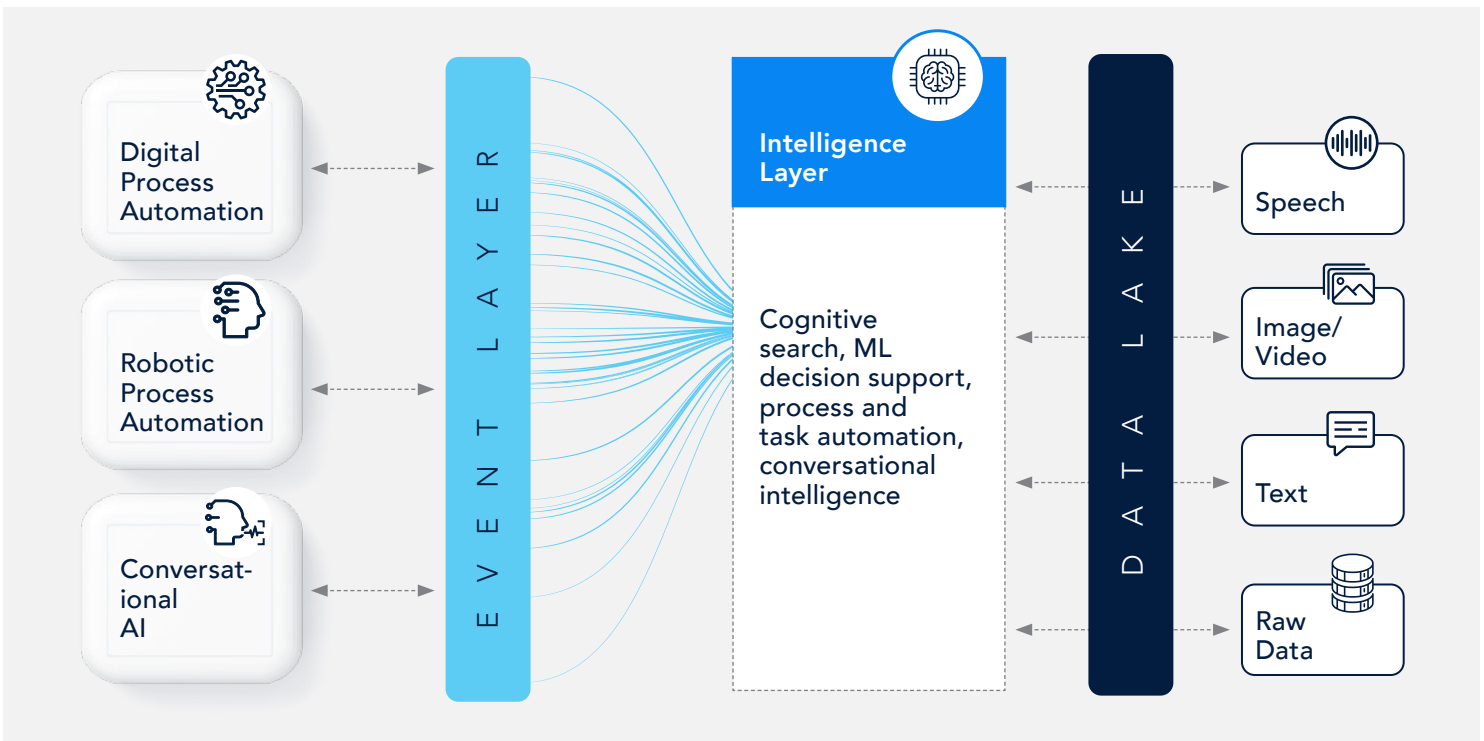 Digital
Process
Automation
Robotic
Process
Automation
Conversat-
ional
AI
EVENT LAYER
Intelligence
Layer
Cognitive
search, ML
decision support,
process and
task automation,
conversational
intelligence
DATA LAKE
Speech
Image/
Video
Text
Raw
Data